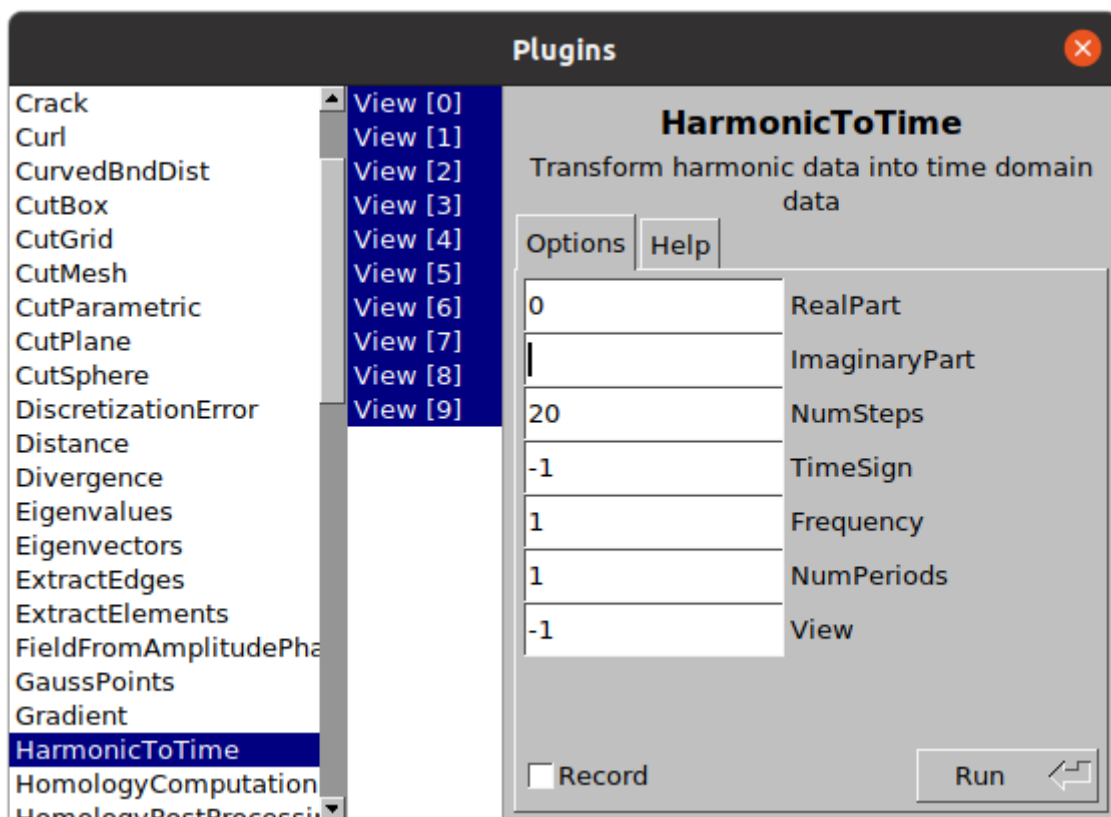 Plugins
Crack
Curl
CurvedBndDist
CutBox
CutGrid
CutMesh
CutParametric
CutPlane
CutSphere
DiscretizationError
Distance
Divergence
Eigenvalues
Eigenvectors
ExtractEdges
ExtractElements
FieldFromAmplitudePha
GaussPoints
Gradient
HarmonicToTime
HomologyComputation
HomologyPostProcessi
View [0]
View [1]
View [2]
View [3]
View [4]
View [5]
View [6]
View [7]
View [8]
View [9]
HarmonicToTime
Transform harmonic data into time domain
data
Options Help
0 RealPart
ImaginaryPart
20 NumSteps
-1 TimeSign
1 Frequency
1 NumPeriods
-1 View
Record Run